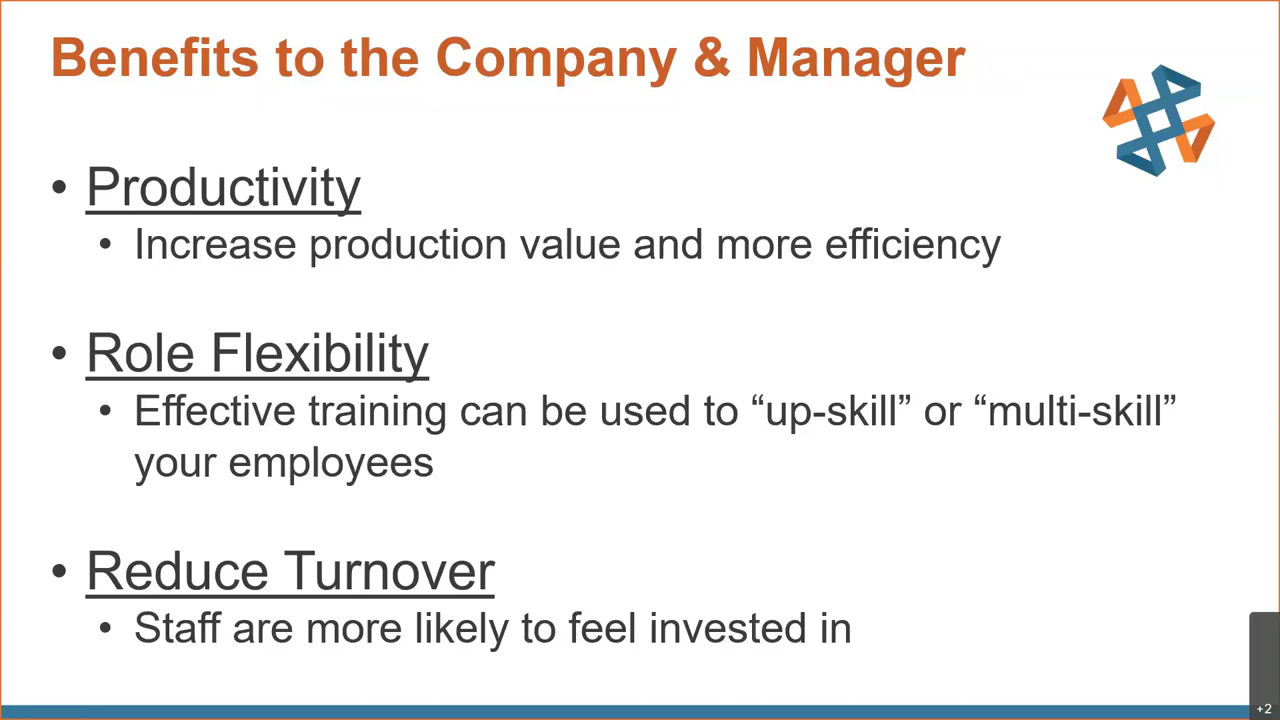 Benefits to the Company & Manager
• Productivity
• Increase production value and more efficiency
• Role Flexibility
• Effective training can be used to “up-skill” or “multi-skill”
your employees
• Reduce Turnover
• Staff are more likely to feel invested in
+2